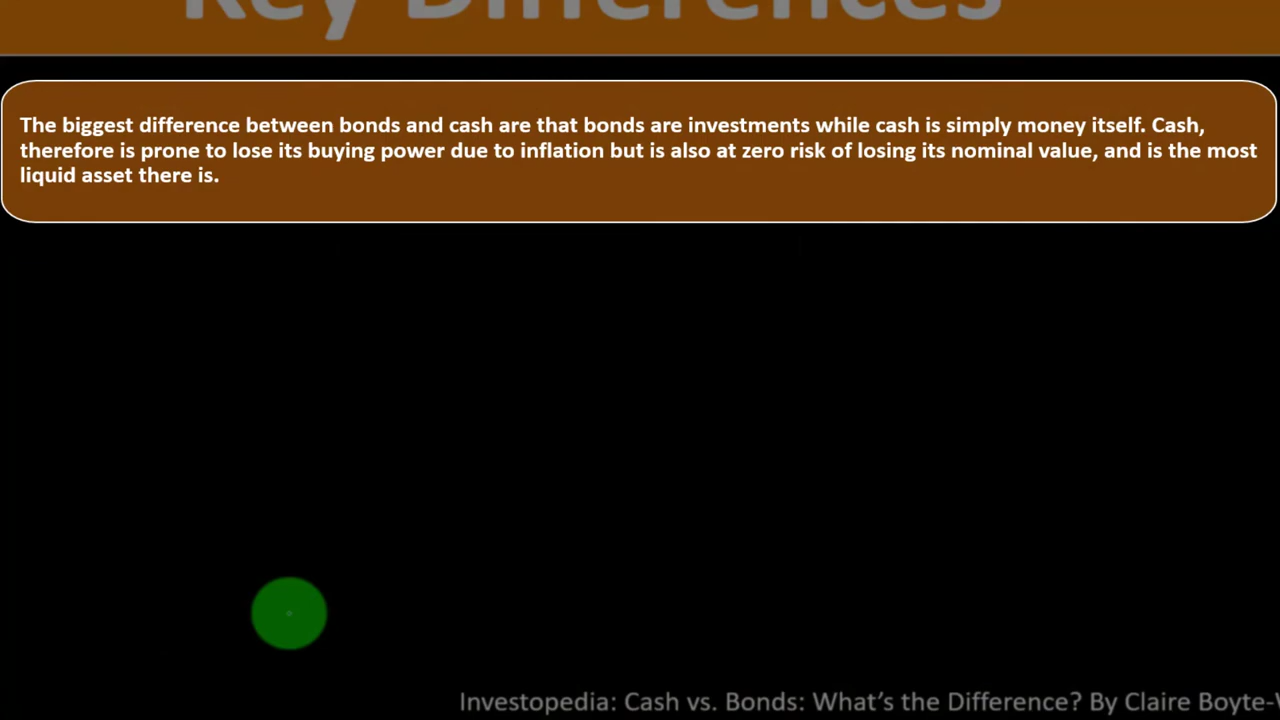 Key Differences
The biggest difference between bonds and cash are that bonds are investments while cash is simply money itself. Cash,
therefore is prone to lose its buying power due to inflation but is also at zero risk of losing its nominal value, and is the most
liquid asset there is.
Investopedia: Cash vs. Bonds: What’s the Difference? By Claire Boyte-